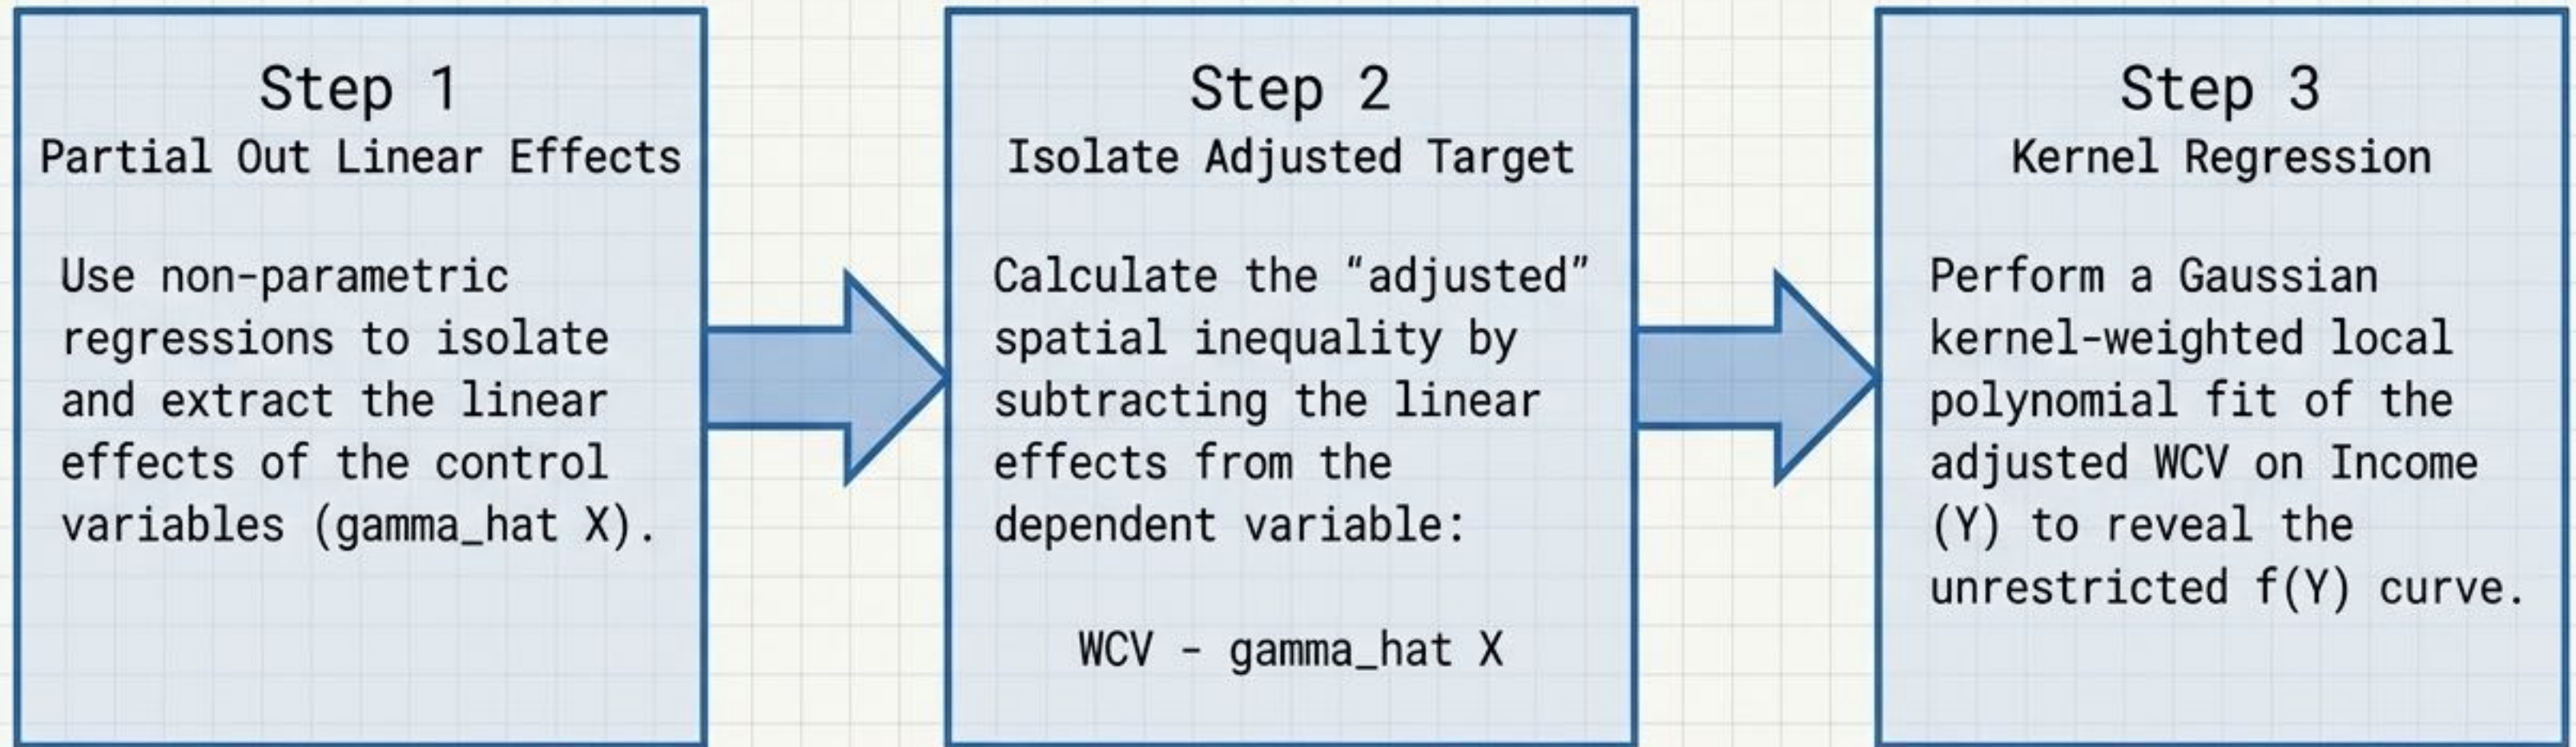 Step 1
Partial Out Linear Effects
Use non-parametric
regressions to isolate
and extract the linear
effects of the control
variables (gamma_hat X).
Step 2
Isolate Adjusted Target
Calculate the “adjusted”
spatial inequality by
subtracting the linear
effects from the
dependent variable:
WCV - gamma_hat X
Step 3
Kernel Regression
Perform a Gaussian
kernel-weighted local
polynomial fit of the
adjusted WCV on Income
(Y) to reveal the
unrestricted f(Y) curve.